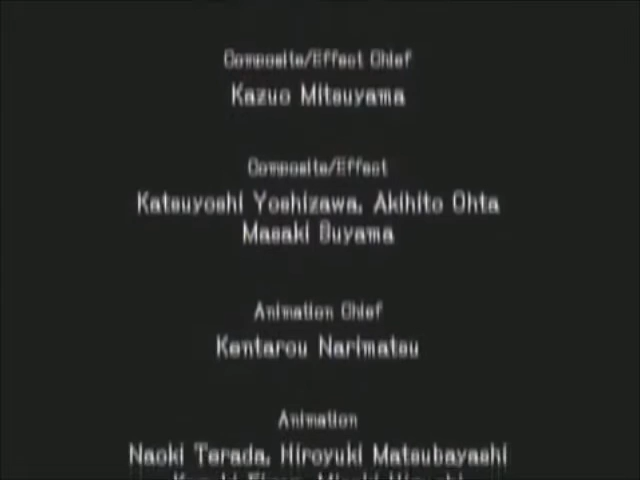 Composite/Effect Chief
Kazuo Mitsuyama
Composite/Effect
Katsuyoshi Yoshizawa, Akihito Ohta
Masaki Buyama
Animation Chief
Kentarou Narimatsu
Animation
Naoki Terada, Hiroyuki Matsubayashi